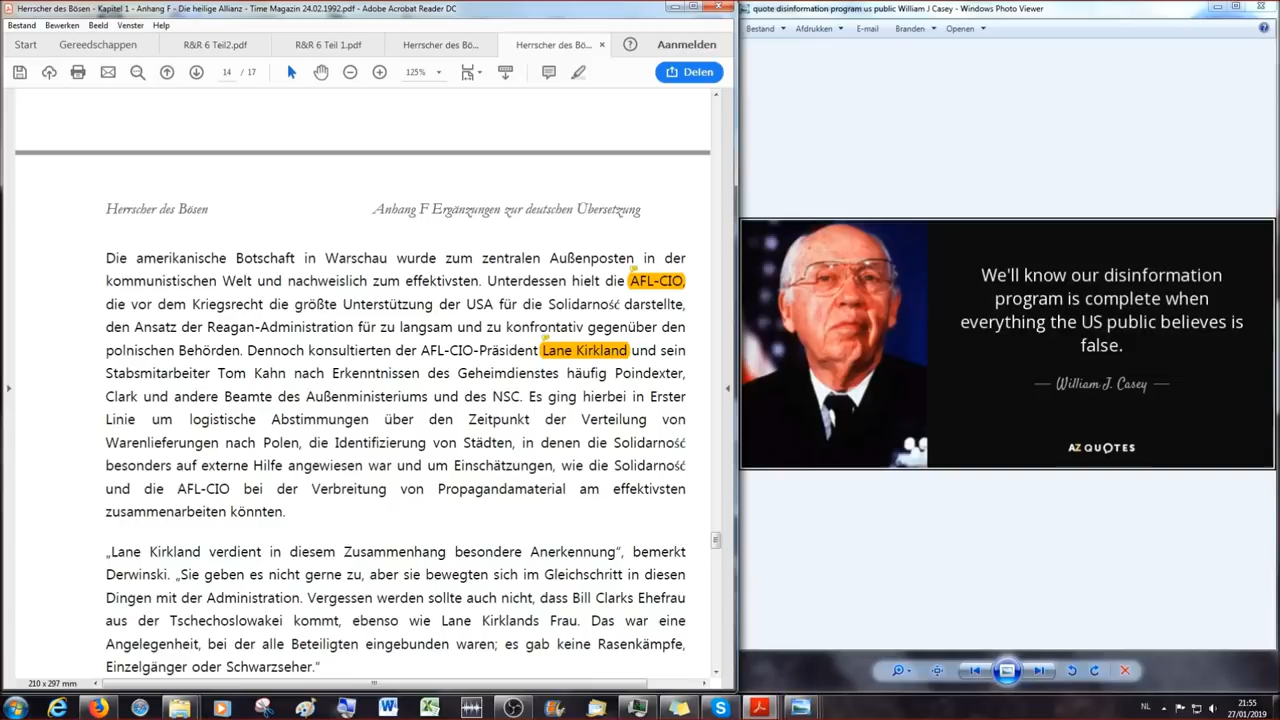 Herrscher des Bösen - Kapitel 1 - Anhang F - Die heilige Allianz - Time Magazin 24.02.1992.pdf - Adobe Acrobat Reader DC
Bestand Bewerken Beeld Venster Help
Start Gereedschappen R&R 6 Teil2.pdf R&R 6 Teil 1.pdf Herrscher des Bö... Herrscher des Bö... × ? Aanmelden
14 / 17 125% Delen
Herrscher des Bösen Anhang F Ergänzungen zur deutschen Übersetzung
Die amerikanische Botschaft in Warschau wurde zum zentralen Außenposten in der
kommunistischen Welt und nachweislich zum effektivsten. Unterdessen hielt die AFL-CIO,
die vor dem Kriegsrecht die größte Unterstützung der USA für die Solidarność darstellte,
den Ansatz der Reagan-Administration für zu langsam und zu konfrontativ gegenüber den
polnischen Behörden. Dennoch konsultierten der AFL-CIO-Präsident Lane Kirkland und sein
Stabsmitarbeiter Tom Kahn nach Erkenntnissen des Geheimdienstes häufig Poindexter,
Clark und andere Beamte des Außenministeriums und des NSC. Es ging hierbei in Erster
Linie um logistische Abstimmungen über den Zeitpunkt der Verteilung von
Warenlieferungen nach Polen, die Identifizierung von Städten, in denen die Solidarność
besonders auf externe Hilfe angewiesen war und um Einschätzungen, wie die Solidarność
und die AFL-CIO bei der Verbreitung von Propagandamaterial am effektivsten
zusammenarbeiten könnten.
„Lane Kirkland verdient in diesem Zusammenhang besondere Anerkennung“, bemerkt
Derwinski. „Sie geben es nicht gerne zu, aber sie bewegten sich im Gleichschritt in diesen
Dingen mit der Administration. Vergessen werden sollte auch nicht, dass Bill Clarks Ehefrau
aus der Tschechoslowakei kommt, ebenso wie Lane Kirklands Frau. Das war eine
Angelegenheit, bei der alle Beteiligten eingebunden waren; es gab keine Rasenkämpfe,
Einzelgänger oder Schwarzseher.“
210 x 297 mm
quote disinformation program us public William J Casey - Windows Photo Viewer
Bestand Afdrukken E-mail Branden Openen
We'll know our disinformation
program is complete when
everything the US public believes is
false.
— William J. Casey —
AZ QUOTES
NL 21:55
27/01/2019